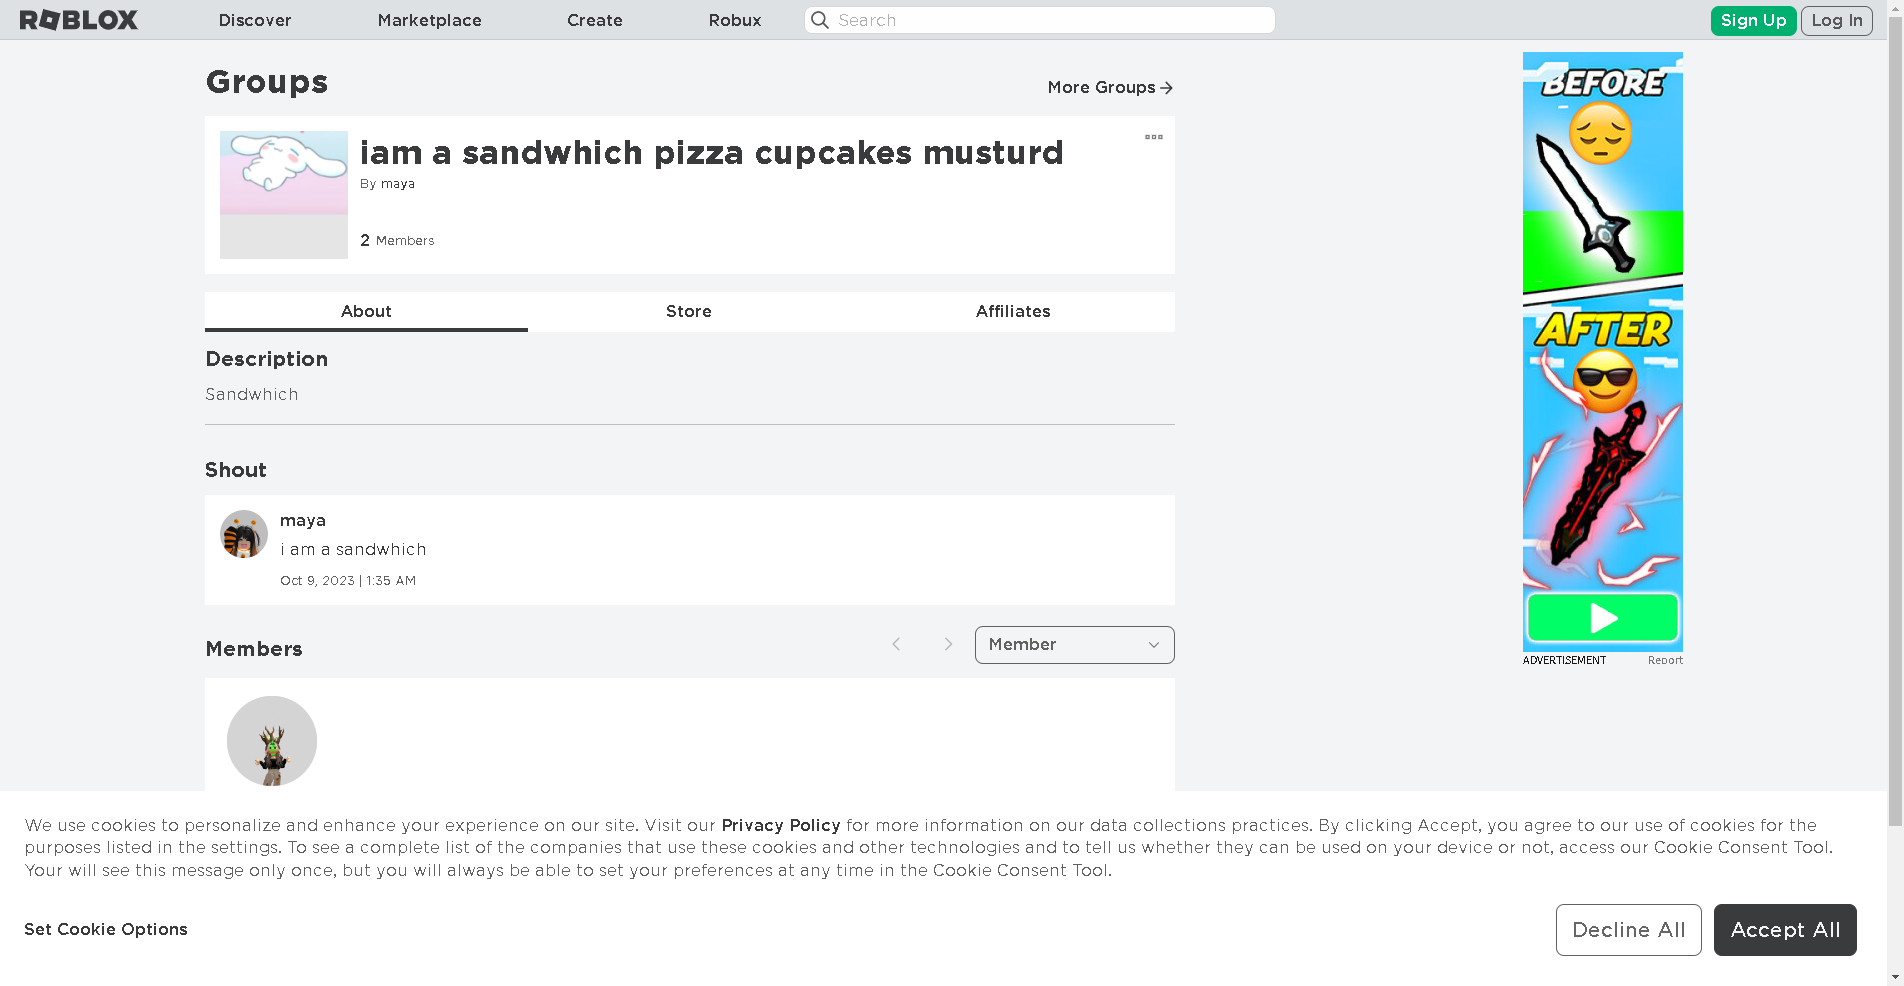 ROBLOX
Discover
Marketplace
Create
Robux
Search
Sign Up
Log In
Groups
More Groups
iam a sandwhich pizza cupcakes musturd
By maya
2 Members
About
Store
Affiliates
Description
Sandwhich
Shout
maya
i am a sandwhich
Oct 9, 2023 | 1:35 AM
Members
Member
BEFORE
AFTER
ADVERTISEMENT
Report
We use cookies to personalize and enhance your experience on our site. Visit our Privacy Policy for more information on our data collections practices. By clicking Accept, you agree to our use of cookies for the
purposes listed in the settings. To see a complete list of the companies that use these cookies and other technologies and to tell us whether they can be used on your device or not, access our Cookie Consent Tool.
Your will see this message only once, but you will always be able to set your preferences at any time in the Cookie Consent Tool.
Set Cookie Options
Decline All
Accept All